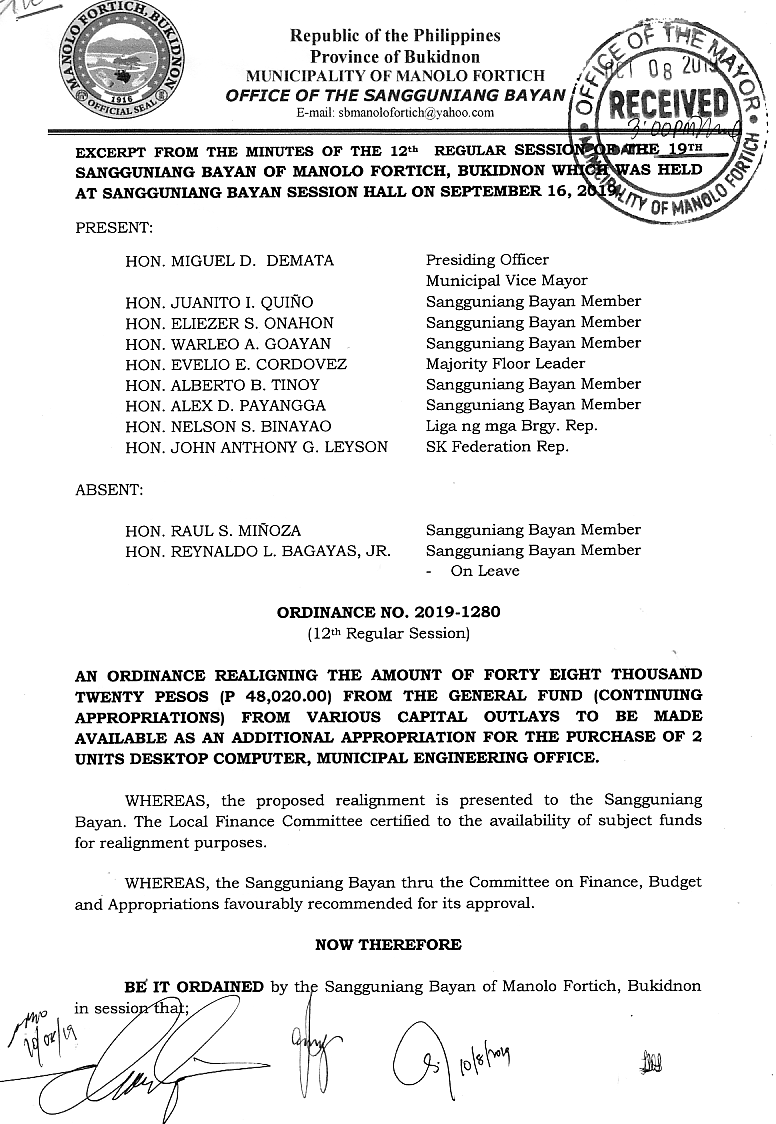 MANOLO FORTICH, BUKIDNON
1916
OFFICIAL SEAL
Republic of the Philippines
Province of Bukidnon
MUNICIPALITY OF MANOLO FORTICH
OFFICE OF THE SANGGUNIANG BAYAN
E-mail: sbmanolofortich@yahoo.com
OFFICE OF THE MAYOR
08 201
RECEIVED
3:00PM
MUNICIPALITY OF MANOLO FORTICH
EXCERPT FROM THE MINUTES OF THE 12th REGULAR SESSION OF THE 19TH
SANGGUNIANG BAYAN OF MANOLO FORTICH, BUKIDNON WHICH WAS HELD
AT SANGGUNIANG BAYAN SESSION HALL ON SEPTEMBER 16, 2019
PRESENT:
HON. MIGUEL D. DEMATA Presiding Officer
Municipal Vice Mayor
HON. JUANITO I. QUIÑO Sangguniang Bayan Member
HON. ELIEZER S. ONAHON Sangguniang Bayan Member
HON. WARLEO A. GOAYAN Sangguniang Bayan Member
HON. EVELIO E. CORDOVEZ Majority Floor Leader
HON. ALBERTO B. TINOY Sangguniang Bayan Member
HON. ALEX D. PAYANGGA Sangguniang Bayan Member
HON. NELSON S. BINAYAO Liga ng mga Brgy. Rep.
HON. JOHN ANTHONY G. LEYSON SK Federation Rep.
ABSENT:
HON. RAUL S. MIÑOZA Sangguniang Bayan Member
HON. REYNALDO L. BAGAYAS, JR. Sangguniang Bayan Member
- On Leave
ORDINANCE NO. 2019-1280
(12th Regular Session)
AN ORDINANCE REALIGNING THE AMOUNT OF FORTY EIGHT THOUSAND
TWENTY PESOS (P 48,020.00) FROM THE GENERAL FUND (CONTINUING
APPROPRIATIONS) FROM VARIOUS CAPITAL OUTLAYS TO BE MADE
AVAILABLE AS AN ADDITIONAL APPROPRIATION FOR THE PURCHASE OF 2
UNITS DESKTOP COMPUTER, MUNICIPAL ENGINEERING OFFICE.
WHEREAS, the proposed realignment is presented to the Sangguniang
Bayan. The Local Finance Committee certified to the availability of subject funds
for realignment purposes.
WHEREAS, the Sangguniang Bayan thru the Committee on Finance, Budget
and Appropriations favourably recommended for its approval.
NOW THEREFORE
BE IT ORDAINED by the Sangguniang Bayan of Manolo Fortich, Bukidnon
in session that;
10/08/19
10/8/2019